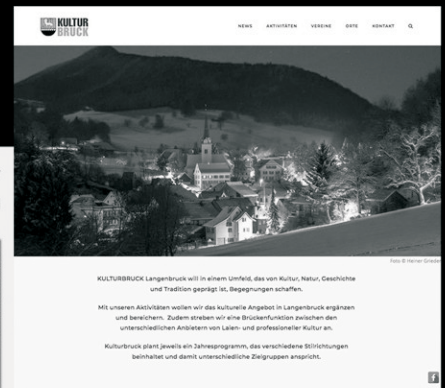 KULTUR
BRUCK
NEWS AKTIVITÄTEN VEREINE ORTE KONTAKT
Foto © Heiner Grieder
KULTURBRUCK Langenbruck will in einem Umfeld, das von Kultur, Natur, Geschichte
und Tradition geprägt ist, Begegnungen schaffen.
Mit unseren Aktivitäten wollen wir das kulturelle Angebot in Langenbruck ergänzen
und bereichern. Zudem streben wir eine Brückenfunktion zwischen den
unterschiedlichen Anbietern von Laien- und professioneller Kultur an.
Kulturbruck plant jeweils ein Jahresprogramm, das verschiedene Stilrichtungen
beinhaltet und damit unterschiedliche Zielgruppen anspricht.
f